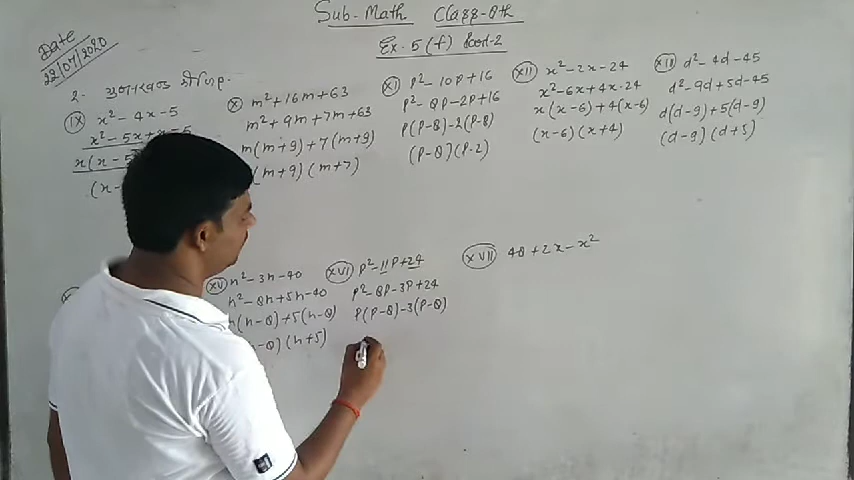 Sub-Math Class-8th
Date
22/07/2020
Ex. 5(f) Part-2
2. गुणनखण्ड कीजिए.
IX x² - 4x - 5
x² - 5x + x - 5
x(x - 5
(x -
X m² + 16m + 63
m² + 9m + 7m + 63
m(m+9) + 7(m+9)
(m+9) (m+7)
XI p² - 10p + 16
p² - 8p - 2p + 16
p(p-8) - 2(p-8)
(p-8) (p-2)
XII x² - 2x - 24
x² - 6x + 4x - 24
x(x-6) + 4(x-6)
(x-6) (x+4)
XIII d² - 4d - 45
d² - 9d + 5d - 45
d(d-9) + 5(d-9)
(d-9) (d+5)
XV n² - 3n - 40
n² - 8n + 5n - 40
n(n-8) + 5(n-8)
-8) (n+5)
XVI p² - 11p + 24
p² - 8p - 3p + 24
p(p-8) - 3(p-8)
XVII 48 + 2x - x²